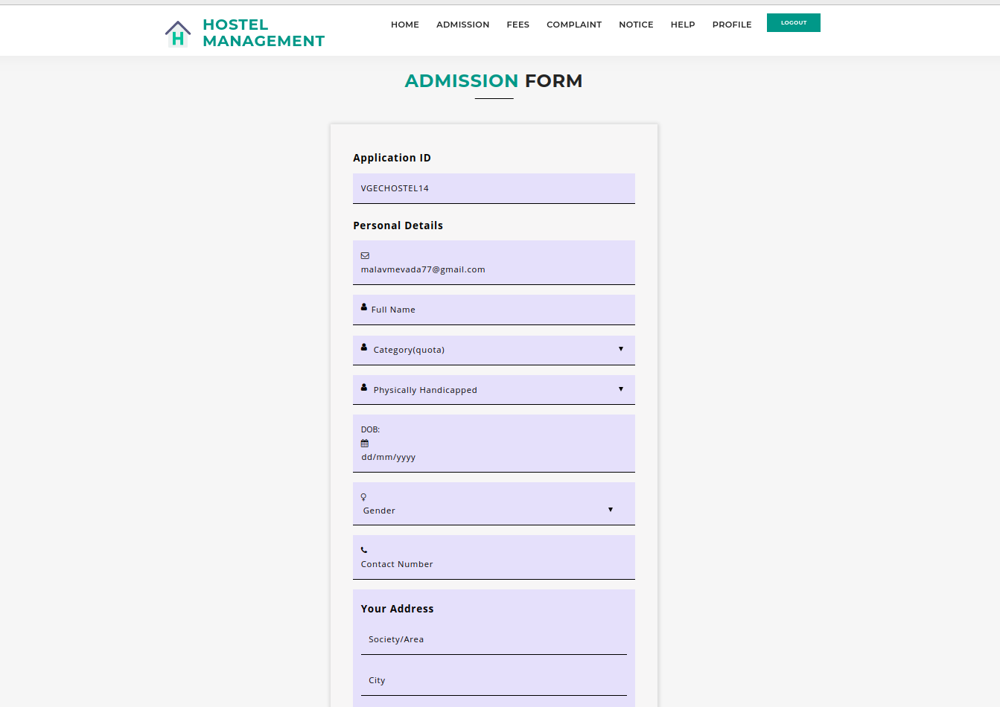 HOSTEL
MANAGEMENT
HOME ADMISSION FEES COMPLAINT NOTICE HELP PROFILE LOGOUT
ADMISSION FORM
Application ID
VGECHOSTEL14
Personal Details
malavmevada77@gmail.com
Full Name
Category(quota)
Physically Handicapped
DOB:
dd/mm/yyyy
Gender
Contact Number
Your Address
Society/Area
City